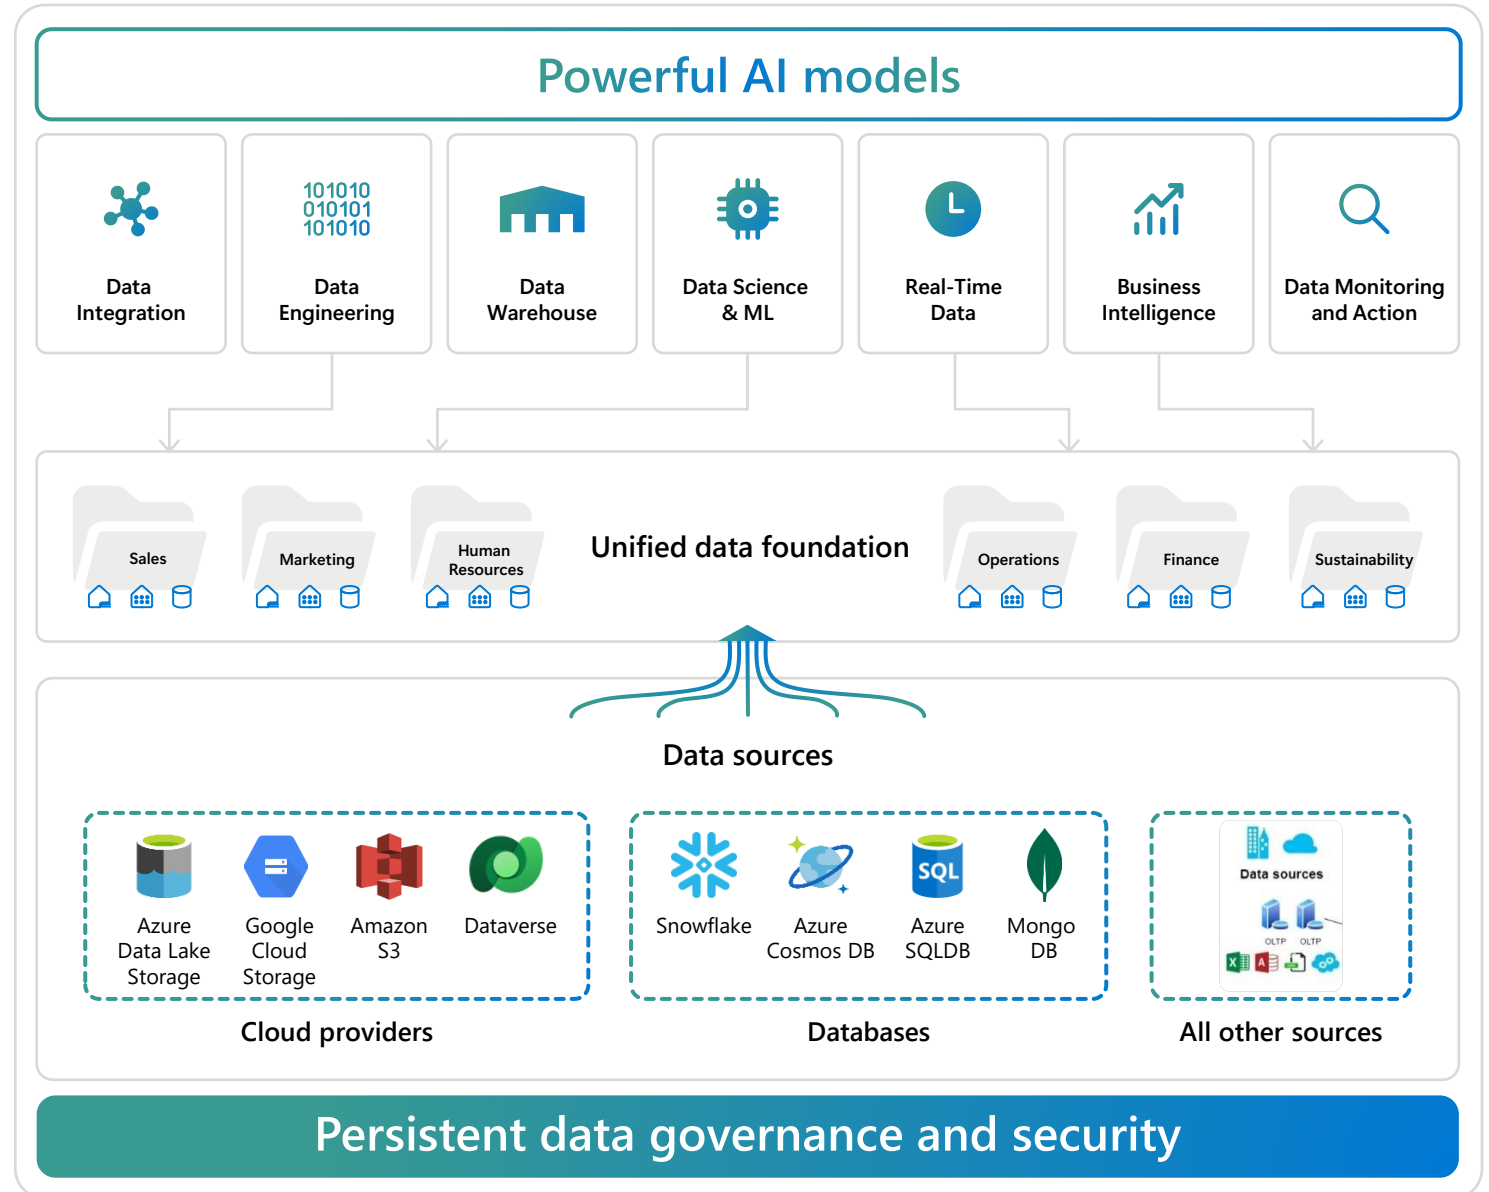 Powerful AI models
101010
010101
101010
Data
Integration
Data
Engineering
Data
Warehouse
Data Science
& ML
Real-Time
Data
Business
Intelligence
Data Monitoring
and Action
Sales
Marketing
Human
Resources
Unified data foundation
Operations
Finance
Sustainability
Data sources
Azure
Data Lake
Storage
Google
Cloud
Storage
Amazon
S3
Dataverse
Cloud providers
Snowflake
Azure
Cosmos DB
SQL
Azure
SQLDB
Mongo
DB
Databases
Data sources
OLTP OLTP
X A
All other sources
Persistent data governance and security